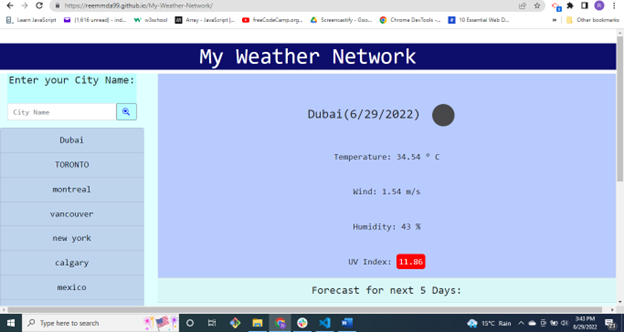 https://reemmda99.github.io/My-Weather-Network/
Learn JavaScript
(1,616 unread) - ind...
w3school
Array - JavaScript |...
freeCodeCamp.org...
Screencastify - Goo...
Chrome DevTools -...
10 Essential Web D...
»
Other bookmarks
My Weather Network
Enter your City Name:
City Name
Dubai
TORONTO
montreal
vancouver
new york
calgary
mexico
Dubai(6/29/2022)
Temperature: 34.54 ° C
Wind: 1.54 m/s
Humidity: 43 %
UV Index: 11.86
Forecast for next 5 Days:
Type here to search
15°C Rain
3:43 PM
6/29/2022